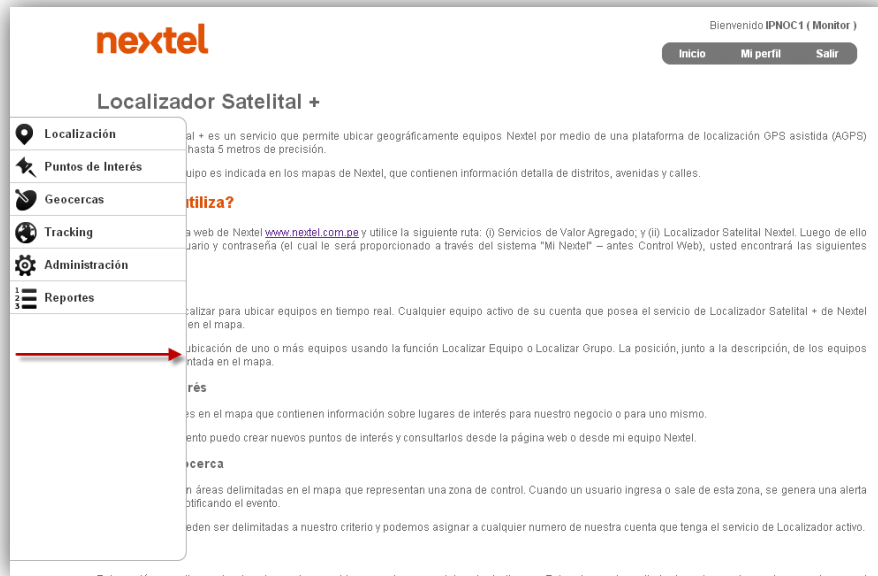 Bienvenido IPNOC1 ( Monitor )
nextel
Inicio Mi perfil Salir
Localizador Satelital +
Localización
Puntos de Interés
Geocercas
Tracking
Administración
Reportes
1
2
3
+ es un servicio que permite ubicar geográficamente equipos Nextel por medio de una plataforma de localización GPS asistida (AGPS)
hasta 5 metros de precisión.
es indicada en los mapas de Nextel, que contienen información detalla de distritos, avenidas y calles.
utiliza?
web de Nextel www.nextel.com.pe y utilice la siguiente ruta: (i) Servicios de Valor Agregado; y (ii) Localizador Satelital Nextel. Luego de ello
y contraseña (el cual le será proporcionado a través del sistema "Mi Nextel" – antes Control Web), usted encontrará las siguientes
para ubicar equipos en tiempo real. Cualquier equipo activo de su cuenta que posea el servicio de Localizador Satelital + de Nextel
en el mapa.
ubicación de uno o más equipos usando la función Localizar Equipo o Localizar Grupo. La posición, junto a la descripción, de los equipos
en el mapa.
rés
en el mapa que contienen información sobre lugares de interés para nuestro negocio o para uno mismo.
puedo crear nuevos puntos de interés y consultarlos desde la página web o desde mi equipo Nextel.
ocerca
áreas delimitadas en el mapa que representan una zona de control. Cuando un usuario ingresa o sale de esta zona, se genera una alerta
el evento.
ser delimitadas a nuestro criterio y podemos asignar a cualquier numero de nuestra cuenta que tenga el servicio de Localizador activo.